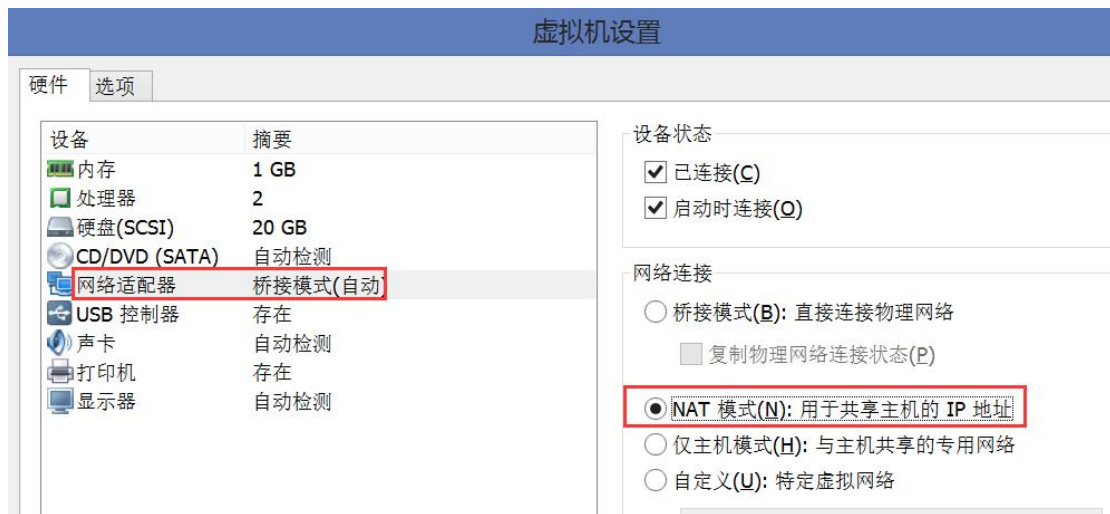 虚拟机设置
硬件 选项
设备 摘要
内存 1 GB
处理器 2
硬盘(SCSI) 20 GB
CD/DVD (SATA) 自动检测
网络适配器 桥接模式(自动)
USB 控制器 存在
声卡 自动检测
打印机 存在
显示器 自动检测
设备状态
已连接(C)
启动时连接(O)
网络连接
桥接模式(B): 直接连接物理网络
复制物理网络连接状态(P)
NAT 模式(N): 用于共享主机的 IP 地址
仅主机模式(H): 与主机共享的专用网络
自定义(U): 特定虚拟网络